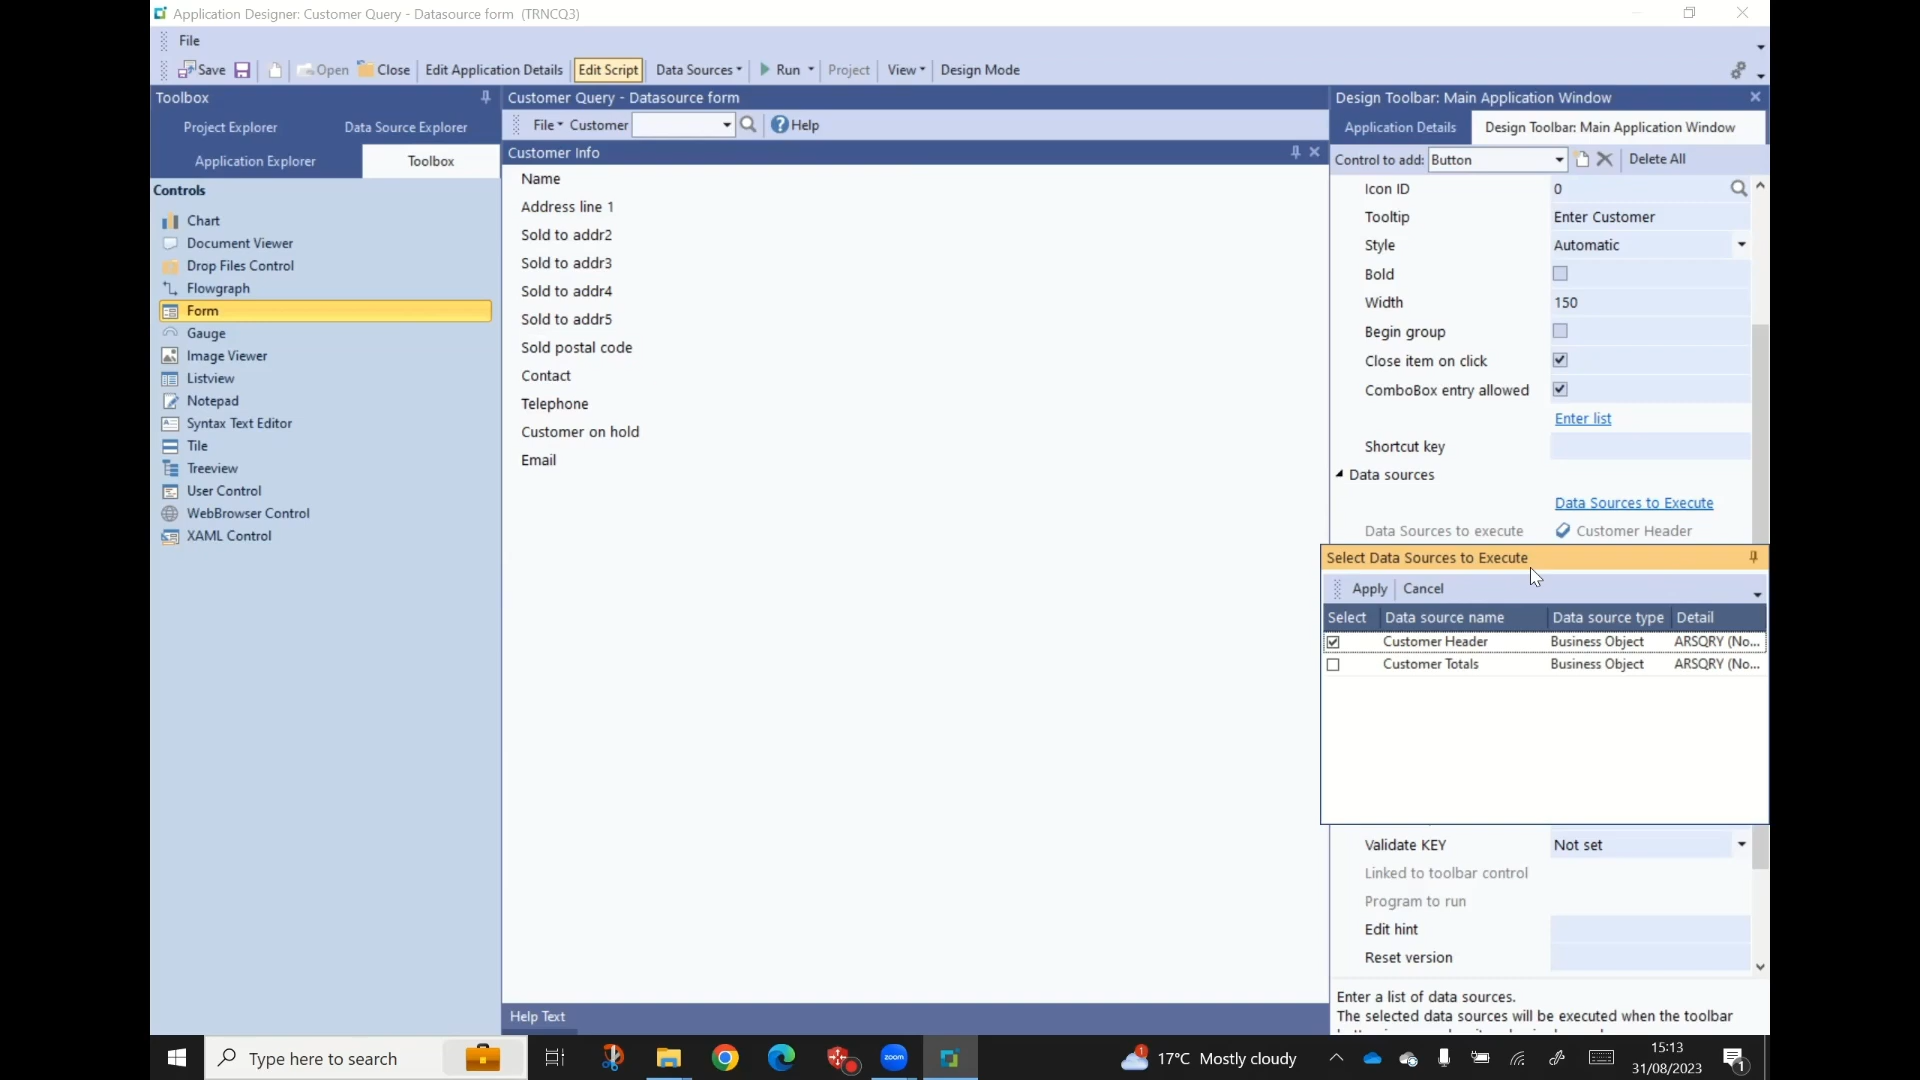 Application Designer: Customer Query - Datasource form (TRNCQ3)
File
Save Open Close Edit Application Details Edit Script Data Sources Run Project View Design Mode
Toolbox
Project Explorer Data Source Explorer
Application Explorer Toolbox
Controls
Chart
Document Viewer
Drop Files Control
Flowgraph
Form
Gauge
Image Viewer
Listview
Notepad
Syntax Text Editor
Tile
Treeview
User Control
WebBrowser Control
XAML Control
Customer Query - Datasource form
File Customer Help
Customer Info
Name
Address line 1
Sold to addr2
Sold to addr3
Sold to addr4
Sold to addr5
Sold postal code
Contact
Telephone
Customer on hold
Email
Help Text
Design Toolbar: Main Application Window
Application Details Design Toolbar: Main Application Window
Control to add: Button Delete All
Icon ID 0
Tooltip Enter Customer
Style Automatic
Bold
Width 150
Begin group
Close item on click
ComboBox entry allowed
Enter list
Shortcut key
Data sources
Data Sources to Execute
Data Sources to execute Customer Header
Select Data Sources to Execute
Apply Cancel
Select Data source name Data source type Detail
Customer Header Business Object ARSQRY (No...
Customer Totals Business Object ARSQRY (No...
Validate KEY Not set
Linked to toolbar control
Program to run
Edit hint
Reset version
Enter a list of data sources.
The selected data sources will be executed when the toolbar
Type here to search
zoom
1
17°C Mostly cloudy
15:13
31/08/2023
1